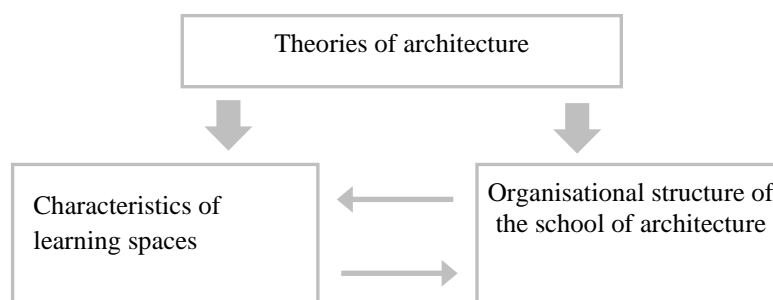 Theories of architecture
Characteristics of
learning spaces
Organisational structure of
the school of architecture